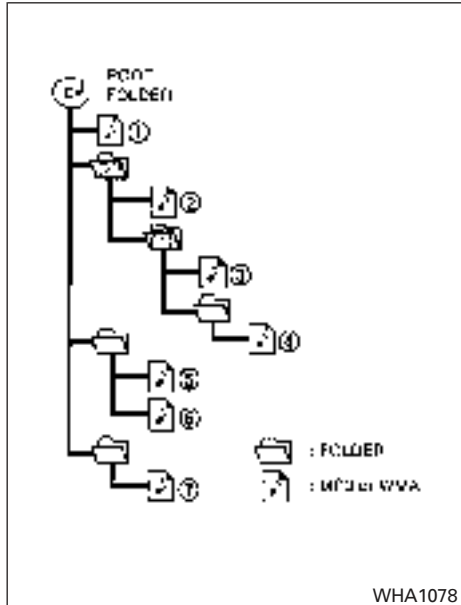 ROOT
FOLDER
①
②
③
④
⑤
⑥
⑦
: FOLDER
: MP3 or WMA
WHA1078